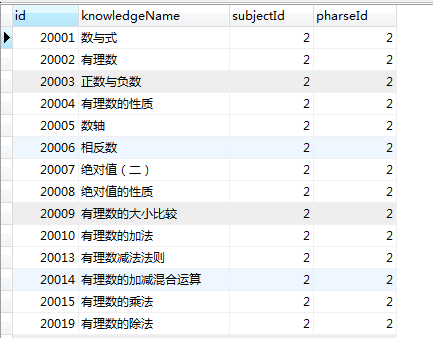 id knowledgeName subjectId pharseId
20001 数与式 2 2
20002 有理数 2 2
20003 正数与负数 2 2
20004 有理数的性质 2 2
20005 数轴 2 2
20006 相反数 2 2
20007 绝对值（二） 2 2
20008 绝对值的性质 2 2
20009 有理数的大小比较 2 2
20010 有理数的加法 2 2
20013 有理数减法法则 2 2
20014 有理数的加减混合运算 2 2
20015 有理数的乘法 2 2
20019 有理数的除法 2 2